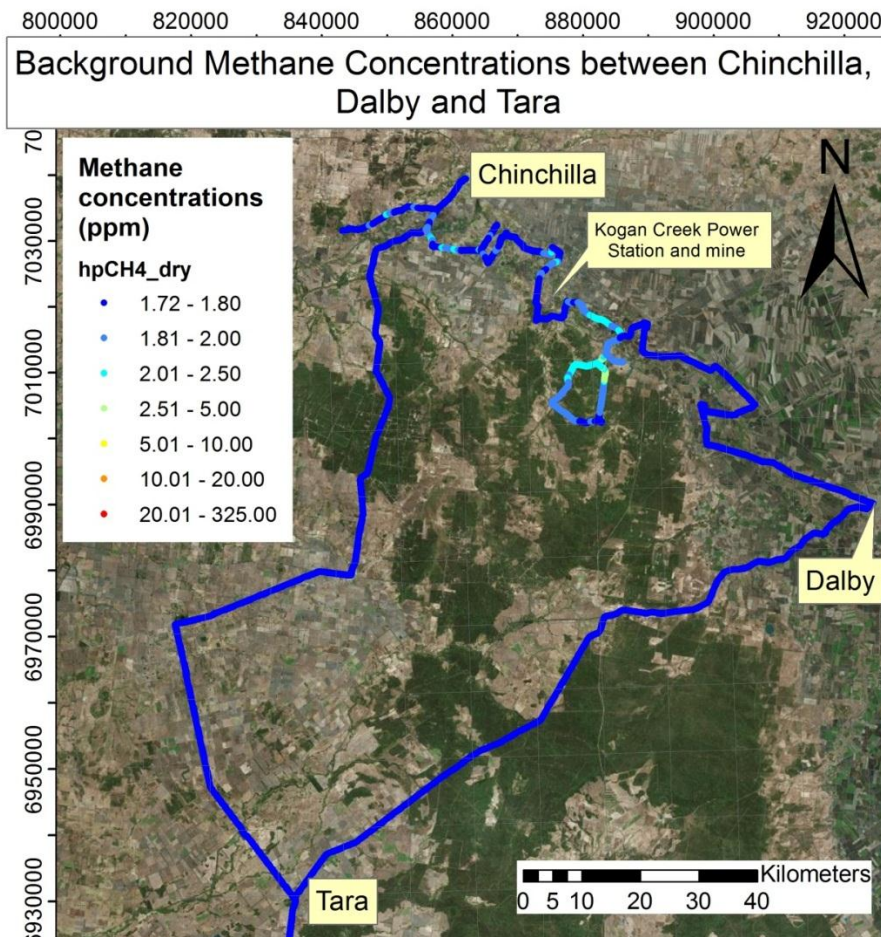 800000 820000 840000 860000 880000 900000 920000
Background Methane Concentrations between Chinchilla,
Dalby and Tara
N
Methane
concentrations
(ppm)
hpCH4_dry
1.72 - 1.80
1.81 - 2.00
2.01 - 2.50
2.51 - 5.00
5.01 - 10.00
10.01 - 20.00
20.01 - 325.00
Chinchilla
Kogan Creek Power
Station and mine
Dalby
Tara
Kilometers
0 5 10 20 30 40
70
7030000
7010000
6990000
6970000
6950000
6930000